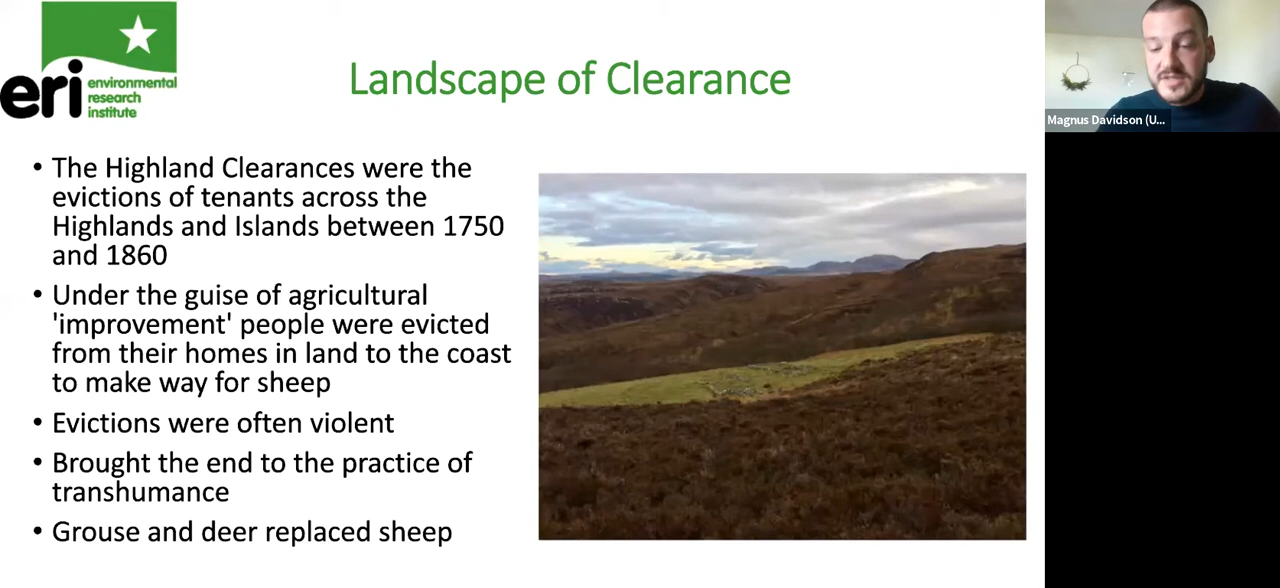 eri environmental
research
institute
Landscape of Clearance
Magnus Davidson (U...
• The Highland Clearances were the
evictions of tenants across the
Highlands and Islands between 1750
and 1860
• Under the guise of agricultural
'improvement' people were evicted
from their homes in land to the coast
to make way for sheep
• Evictions were often violent
• Brought the end to the practice of
transhumance
• Grouse and deer replaced sheep